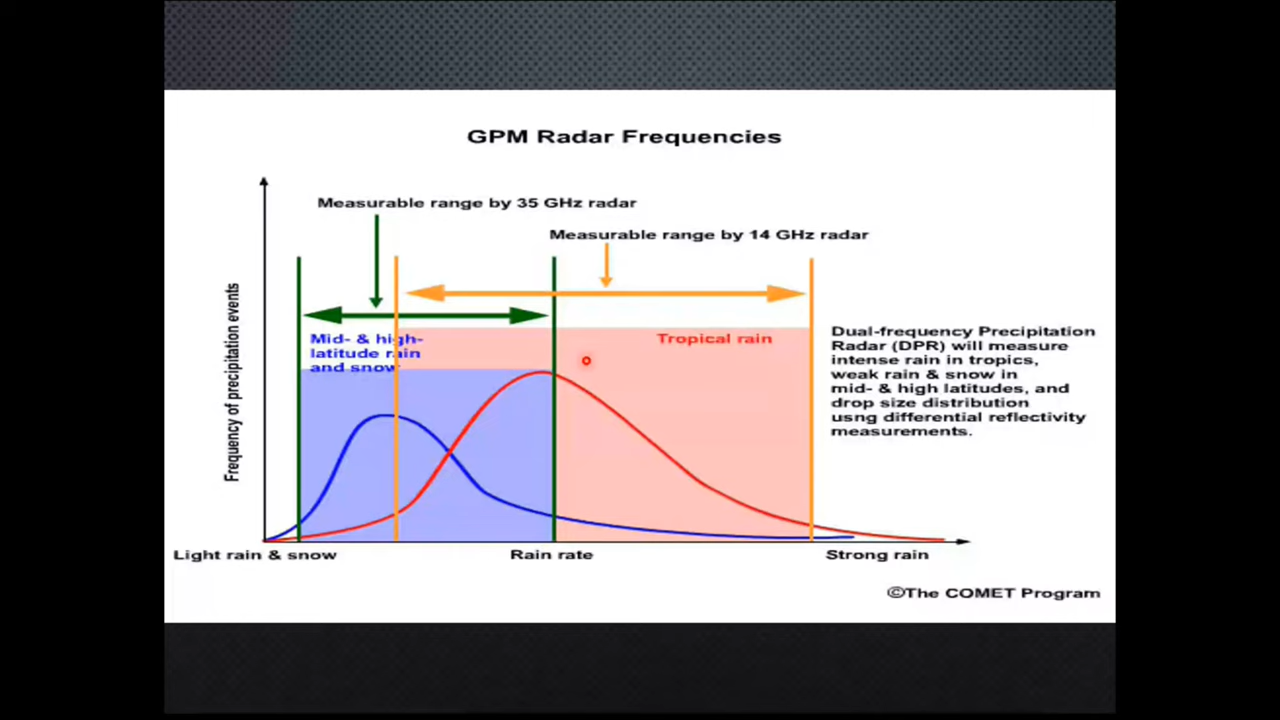 GPM Radar Frequencies
Measurable range by 35 GHz radar
Measurable range by 14 GHz radar
Frequency of precipitation events
Mid- & high-
latitude rain
and snow
Tropical rain
Dual-frequency Precipitation
Radar (DPR) will measure
intense rain in tropics,
weak rain & snow in
mid- & high latitudes, and
drop size distribution
usng differential reflectivity
measurements.
Light rain & snow
Rain rate
Strong rain
©The COMET Program